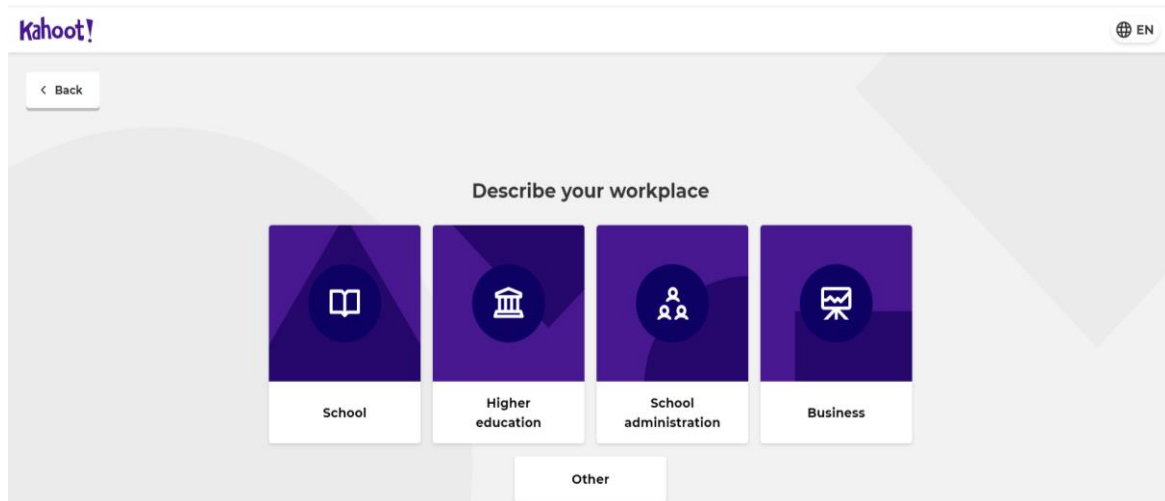 Kahoot!
EN
Back
Describe your workplace
School
Higher
education
School
administration
Business
Other